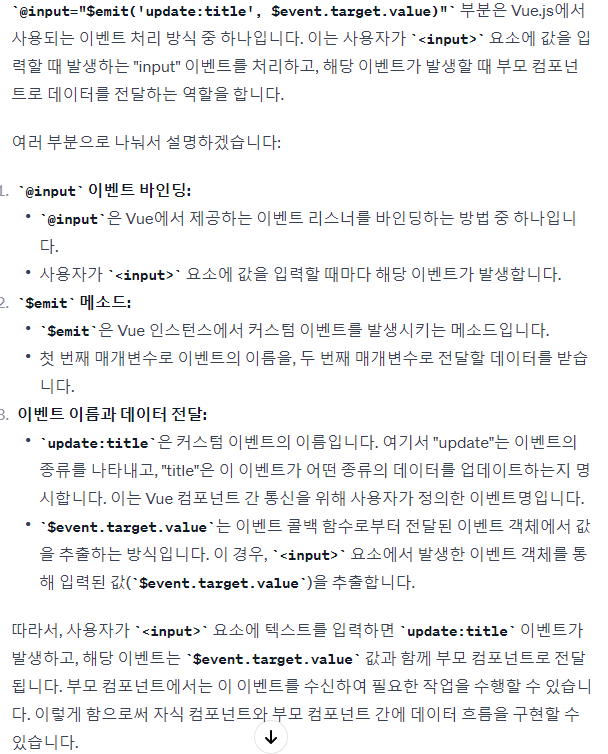 `@input="$emit('update:title', $event.target.value)"` 부분은 Vue.js에서
사용되는 이벤트 처리 방식 중 하나입니다. 이는 사용자가 `<input>` 요소에 값을 입
력할 때 발생하는 "input" 이벤트를 처리하고, 해당 이벤트가 발생할 때 부모 컴포넌
트로 데이터를 전달하는 역할을 합니다.
여러 부분으로 나눠서 설명하겠습니다:
1. `@input` 이벤트 바인딩:
• `@input`은 Vue에서 제공하는 이벤트 리스너를 바인딩하는 방법 중 하나입니
다.
• 사용자가 `<input>` 요소에 값을 입력할 때마다 해당 이벤트가 발생합니다.
2. `$emit` 메소드:
• `$emit`은 Vue 인스턴스에서 커스텀 이벤트를 발생시키는 메소드입니다.
• 첫 번째 매개변수로 이벤트의 이름을, 두 번째 매개변수로 전달할 데이터를 받습
니다.
3. 이벤트 이름과 데이터 전달:
• `update:title`은 커스텀 이벤트의 이름입니다. 여기서 "update"는 이벤트의
종류를 나타내고, "title"은 이 이벤트가 어떤 종류의 데이터를 업데이트하는지 명
시합니다. 이는 Vue 컴포넌트 간 통신을 위해 사용자가 정의한 이벤트명입니다.
• `$event.target.value`는 이벤트 콜백 함수로부터 전달된 이벤트 객체에서 값
을 추출하는 방식입니다. 이 경우, `<input>` 요소에서 발생한 이벤트 객체를 통
해 입력된 값(`$event.target.value`)을 추출합니다.
따라서, 사용자가 `<input>` 요소에 텍스트를 입력하면 `update:title` 이벤트가
발생하고, 해당 이벤트는 `$event.target.value` 값과 함께 부모 컴포넌트로 전달
됩니다. 부모 컴포넌트에서는 이 이벤트를 수신하여 필요한 작업을 수행할 수 있습니
다. 이렇게 함으로써 자식 컴포넌트와 부모 컴포넌트 간에 데이터 흐름을 구현할 수
있습니다.